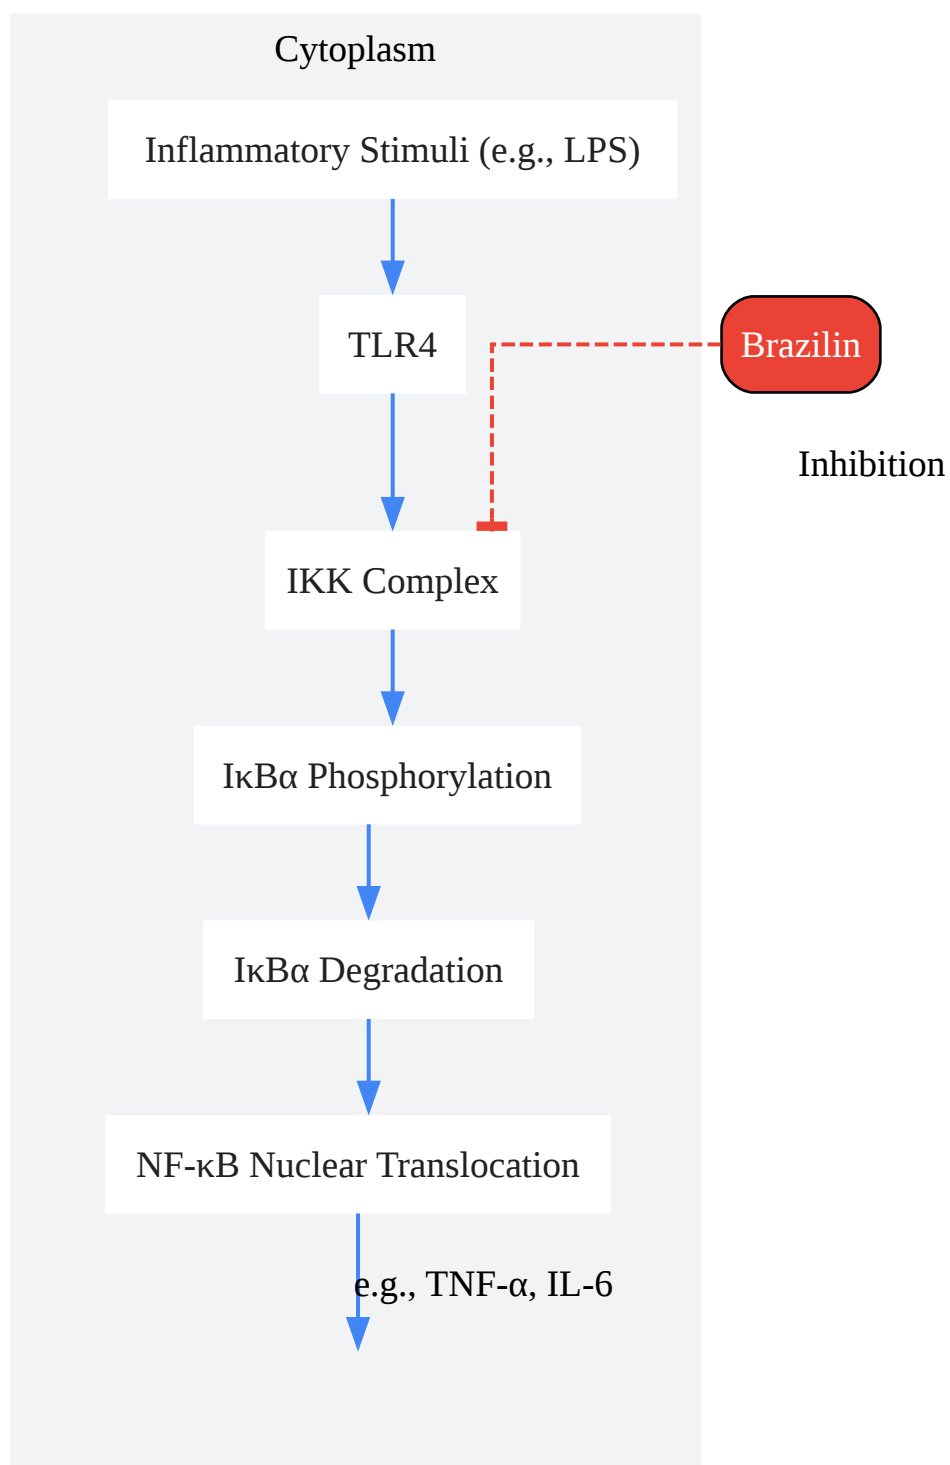 Cytoplasm
Inflammatory Stimuli (e.g., LPS)
TLR4
Brazilin
Inhibition
IKK Complex
IκBα Phosphorylation
IκBα Degradation
NF-κB Nuclear Translocation
e.g., TNF-α, IL-6